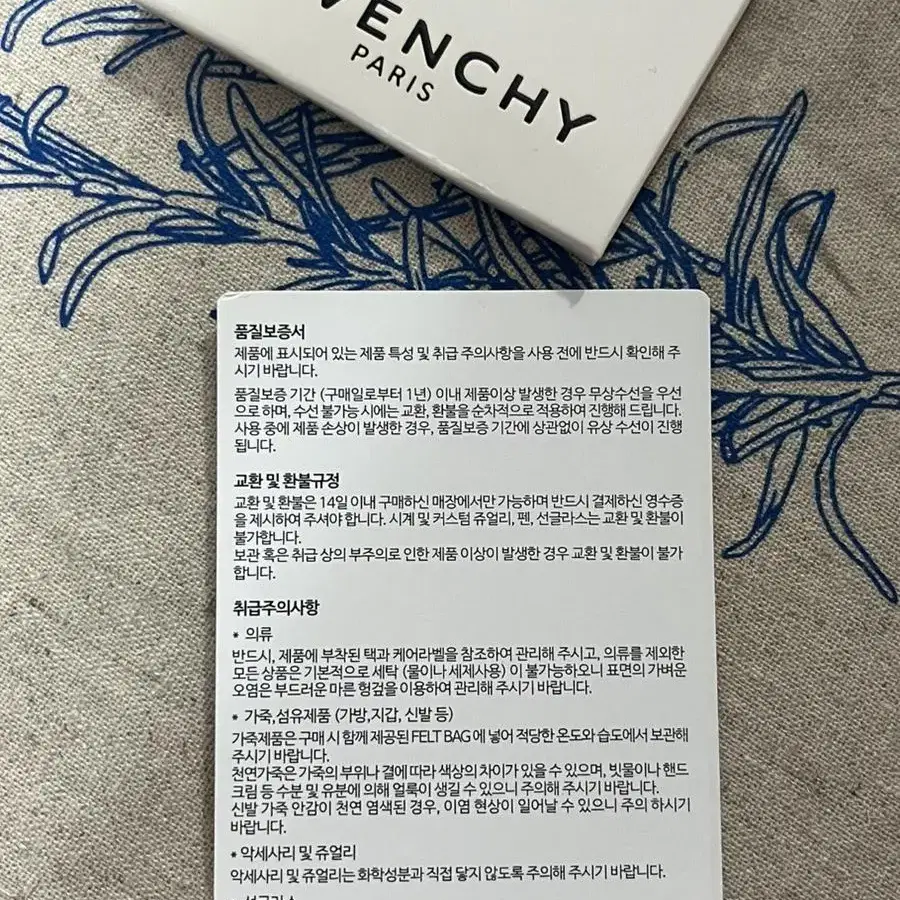 VENCHY
PARIS
품질보증서
제품에 표시되어 있는 제품 특성 및 취급 주의사항을 사용 전에 반드시 확인해 주
시기 바랍니다.
품질보증 기간 (구매일로부터 1년) 이내 제품이상 발생한 경우 무상수선을 우선
으로 하며, 수선 불가능 시에는 교환, 환불을 순차적으로 적용하여 진행해 드립니다.
사용 중에 제품 손상이 발생한 경우, 품질보증 기간에 상관없이 유상 수선이 진행
됩니다.
교환 및 환불규정
교환 및 환불은 14일 이내 구매하신 매장에서만 가능하며 반드시 결제하신 영수증
을 제시하여 주셔야 합니다. 시계 및 커스텀 쥬얼리, 펜, 선글라스는 교환 및 환불이
불가합니다.
보관 혹은 취급 상의 부주의로 인한 제품 이상이 발생한 경우 교환 및 환불이 불가
합니다.
취급주의사항
* 의류
반드시, 제품에 부착된 택과 케어라벨을 참조하여 관리해 주시고, 의류를 제외한
모든 상품은 기본적으로 세탁 (물이나 세제사용) 이 불가능하오니 표면의 가벼운
오염은 부드러운 마른 헝겊을 이용하여 관리해 주시기 바랍니다.
* 가죽,섬유제품 (가방,지갑, 신발 등)
가죽제품은 구매 시 함께 제공된 FELT BAG 에 넣어 적당한 온도와 습도에서 보관해
주시기 바랍니다.
천연가죽은 가죽의 부위나 결에 따라 색상의 차이가 있을 수 있으며, 빗물이나 핸드
크림 등 수분 및 유분에 의해 얼룩이 생길 수 있으니 주의해 주시기 바랍니다.
신발 가죽 안감이 천연 염색된 경우, 이염 현상이 일어날 수 있으니 주의 하시기
바랍니다.
* 악세사리 및 쥬얼리
악세사리 및 쥬얼리는 화학성분과 직접 닿지 않도록 주의해 주시기 바랍니다.